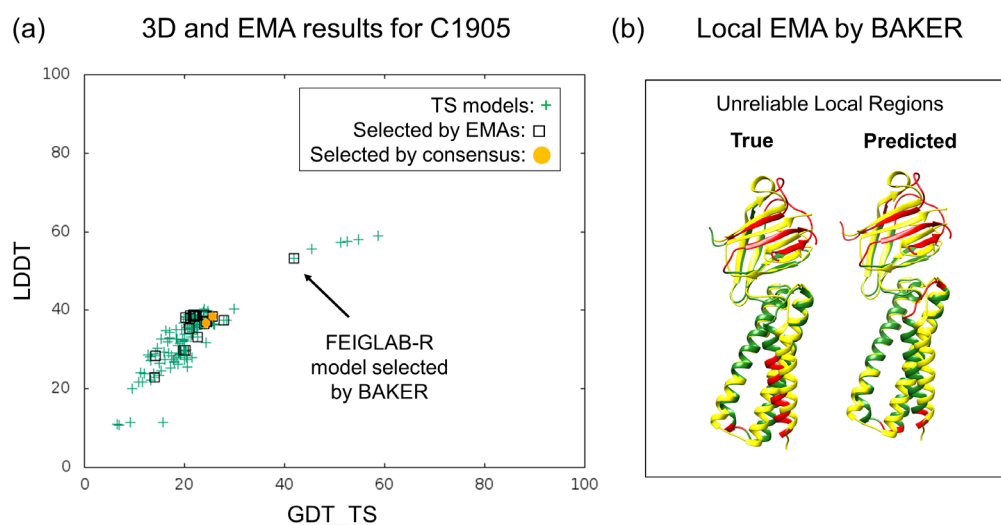 (a) 3D and EMA results for C1905
100
80
60
40
20
0
LDDT
TS models:
Selected by EMAs:
Selected by consensus:
FEIGLAB-R
model selected
by BAKER
0 20 40 60 80 100
GDT_TS
(b) Local EMA by BAKER
Unreliable Local Regions
True Predicted